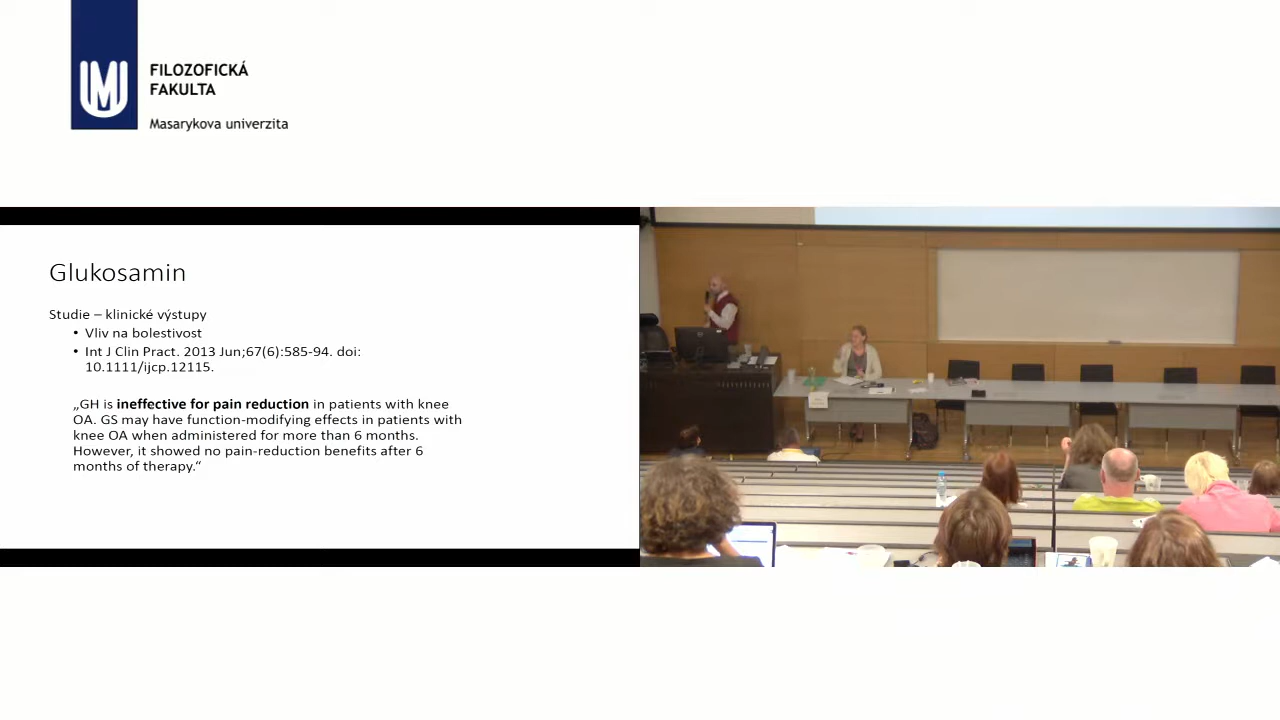 FILOZOFICKÁ
FAKULTA
Masarykova univerzita
Glukosamin
Studie – klinické výstupy
• Vliv na bolestivost
• Int J Clin Pract. 2013 Jun;67(6):585-94. doi:
10.1111/ijcp.12115.
„GH is ineffective for pain reduction in patients with knee
OA. GS may have function-modifying effects in patients with
knee OA when administered for more than 6 months.
However, it showed no pain-reduction benefits after 6
months of therapy.“